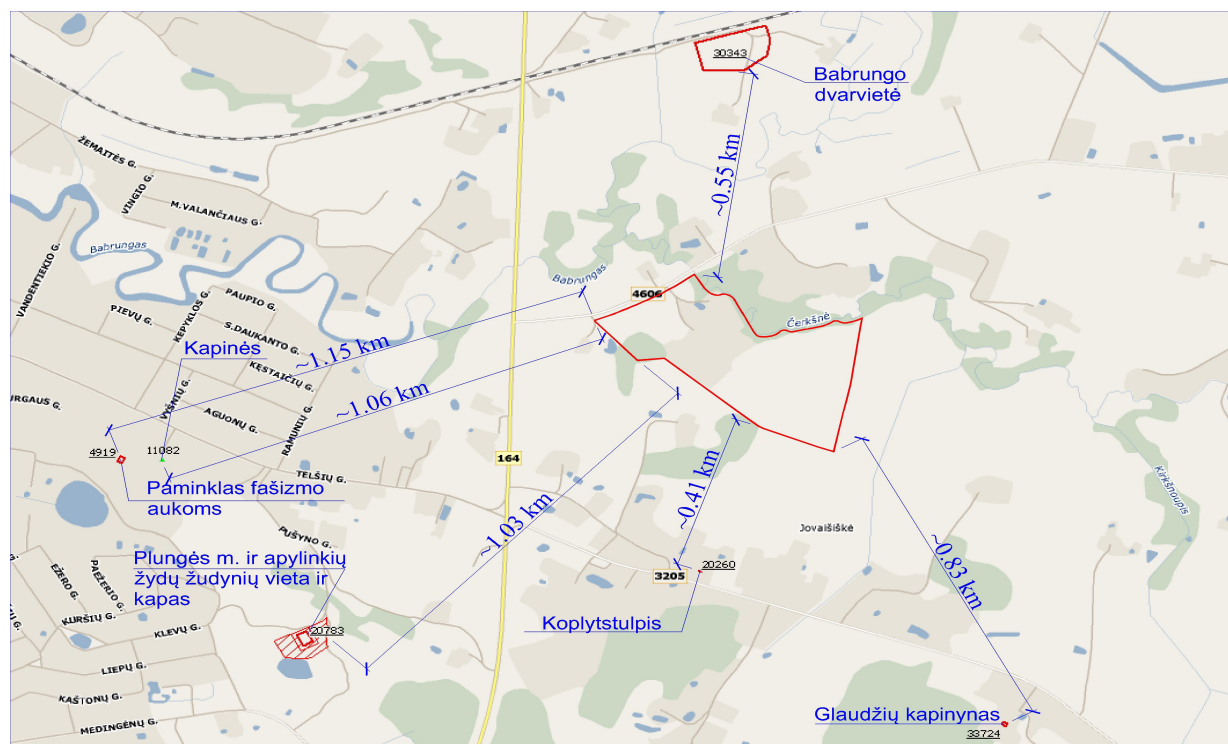 30343
Babrungo
dvarvietė
~0.55 km
ŽEMAITĖS G.
VINGIO G.
M.VALANČIAUS G.
Babrungas
VANDENTIEKIO G.
Babrungas
4606
Čerkšnė
PAUPIO G.
PIEVŲ G.
KEPYKLOS G.
S.DAUKANTO G.
Kapinės
~1.15 km
KĘSTAIČIŲ G.
~1.06 km
VYŠNIŲ G.
URGAUS G.
AGUONŲ G.
RAMUNIŲ G.
4919
11082
164
TELŠIŲ G.
Paminklas fašizmo
aukoms
~0.41 km
~1.03 km
Kirkšnoupis
Jovaišiškė
PUŠYNO G.
Plungės m. ir apylinkių
žydų žudynių vieta ir
kapas
3205
20260
~0.83 km
EŽERO G.
PAEŽERIO G.
KURŠIŲ G.
Koplytstulpis
KLEVŲ G.
20783
Ų G.
LIEPŲ G.
KAŠTONŲ G.
MEDINGĖNŲ G.
Glaudžių kapinynas
33724